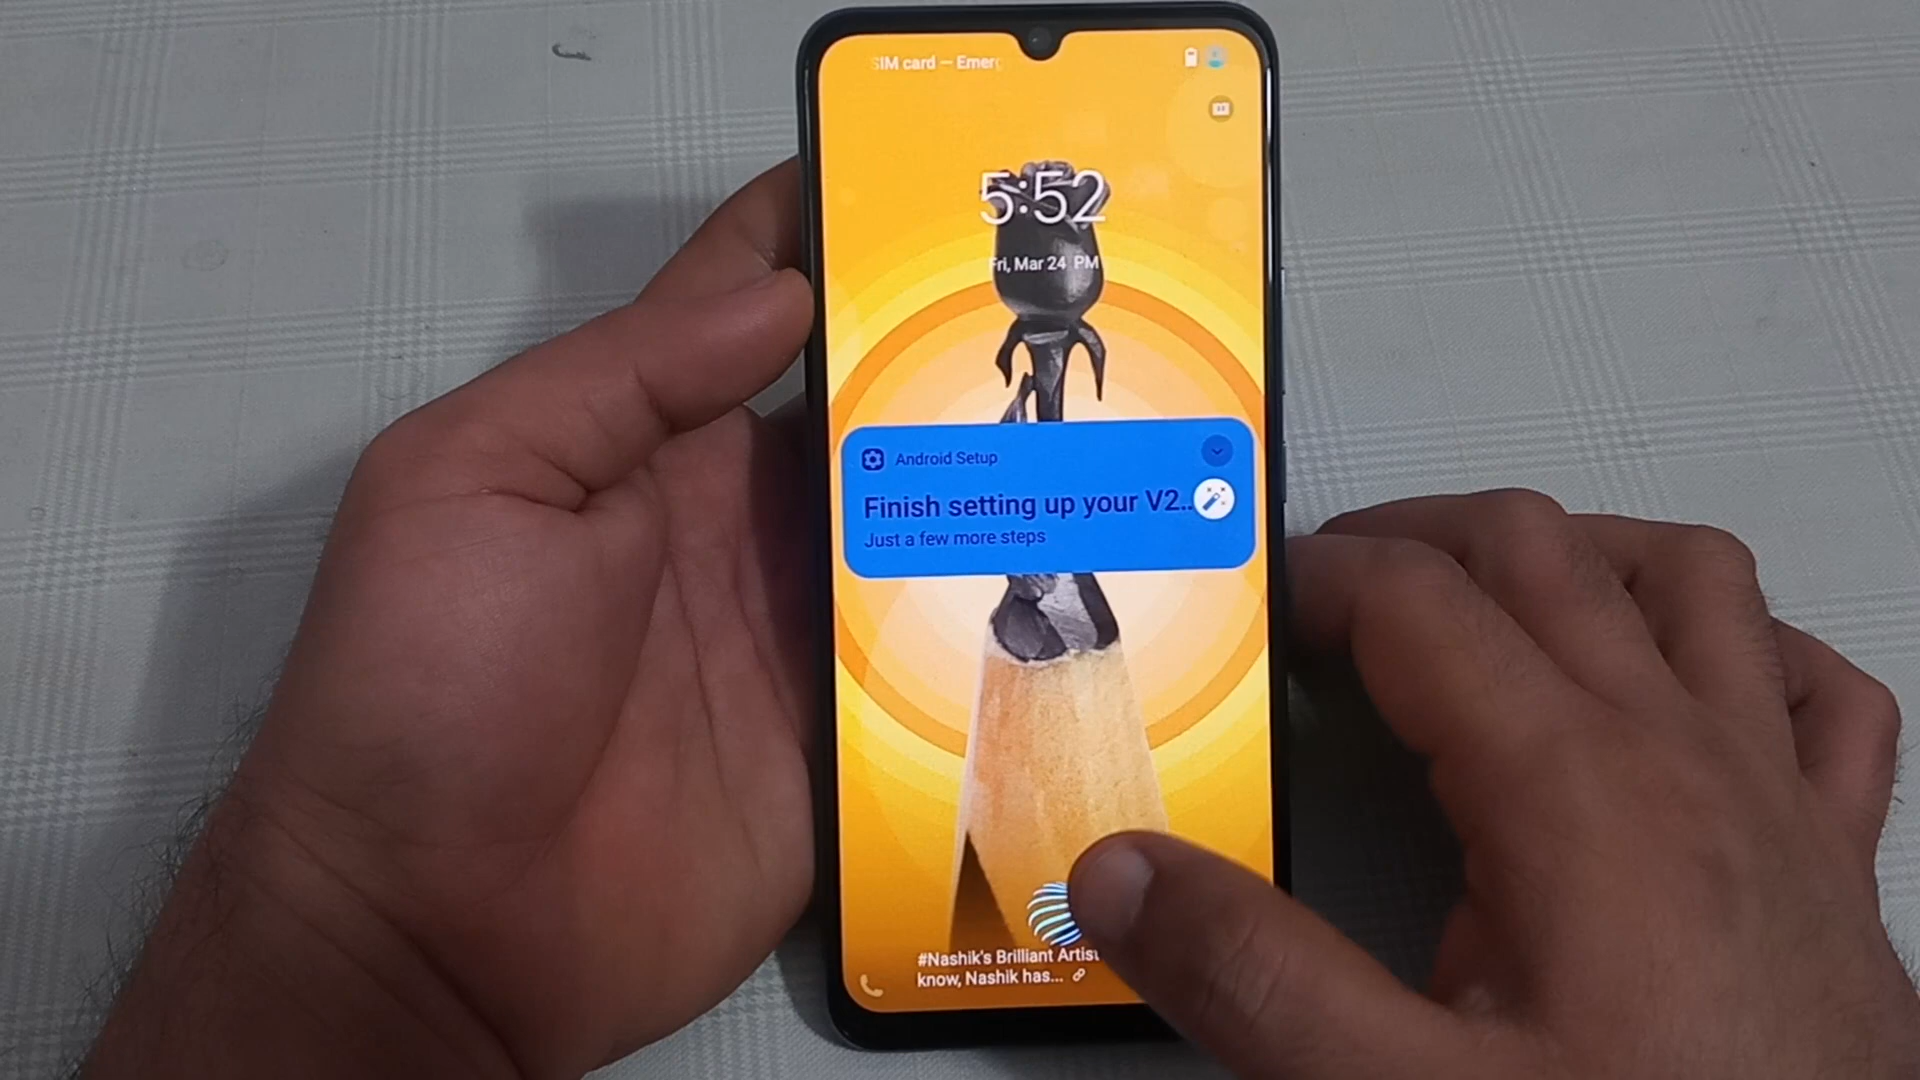 SIM card — Emerg
5:52
Fri, Mar 24 PM
Android Setup
Finish setting up your V2...
Just a few more steps
#Nashik's Brilliant Artist
know, Nashik has...